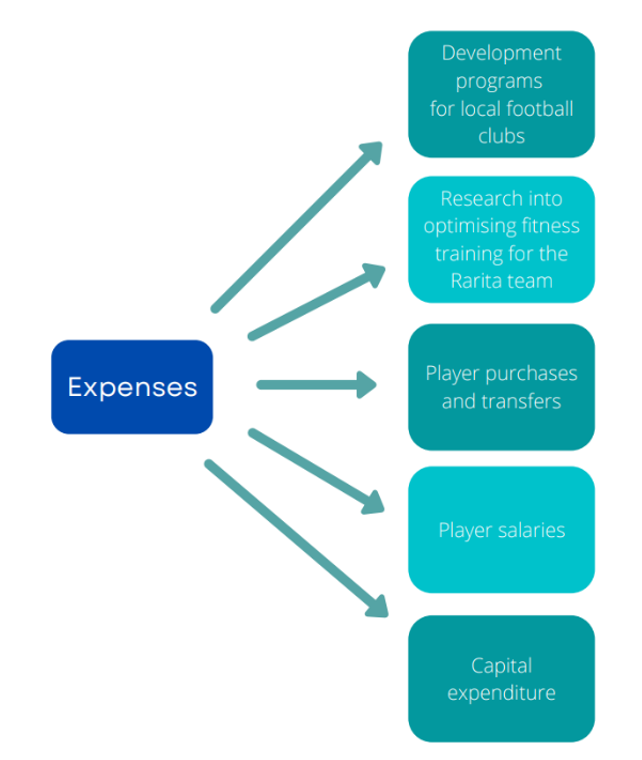 Development
programs
for local football
clubs
Research into
optimising fitness
training for the
Rarita team
Expenses
Player purchases
and transfers
Player salaries
Capital
expenditure